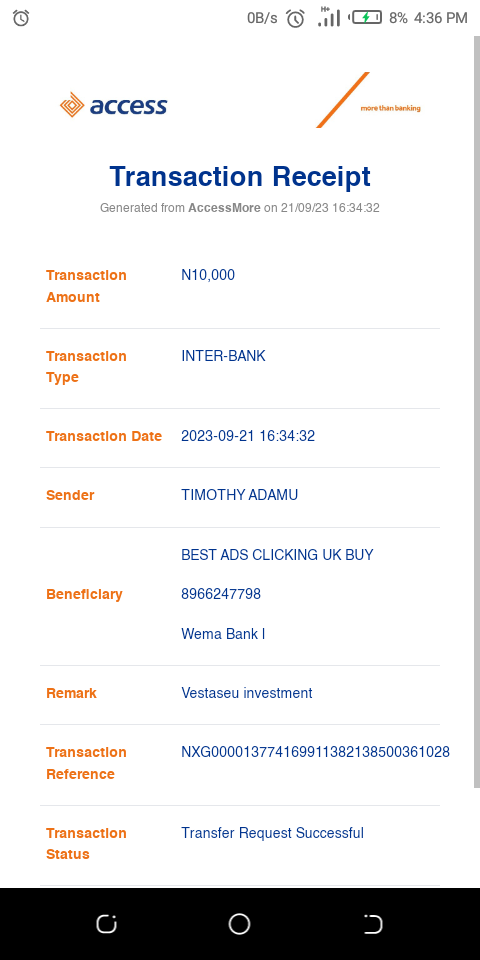 0B/s H+ 8% 4:36 PM
access more than banking
Transaction Receipt
Generated from AccessMore on 21/09/23 16:34:32
Transaction Amount N10,000
Transaction Type INTER-BANK
Transaction Date 2023-09-21 16:34:32
Sender TIMOTHY ADAMU
BEST ADS CLICKING UK BUY
Beneficiary 8966247798
Wema Bank |
Remark Vestaseu investment
Transaction Reference NXG0000137741699113821385003610​28
Transaction Status Transfer Request Successful